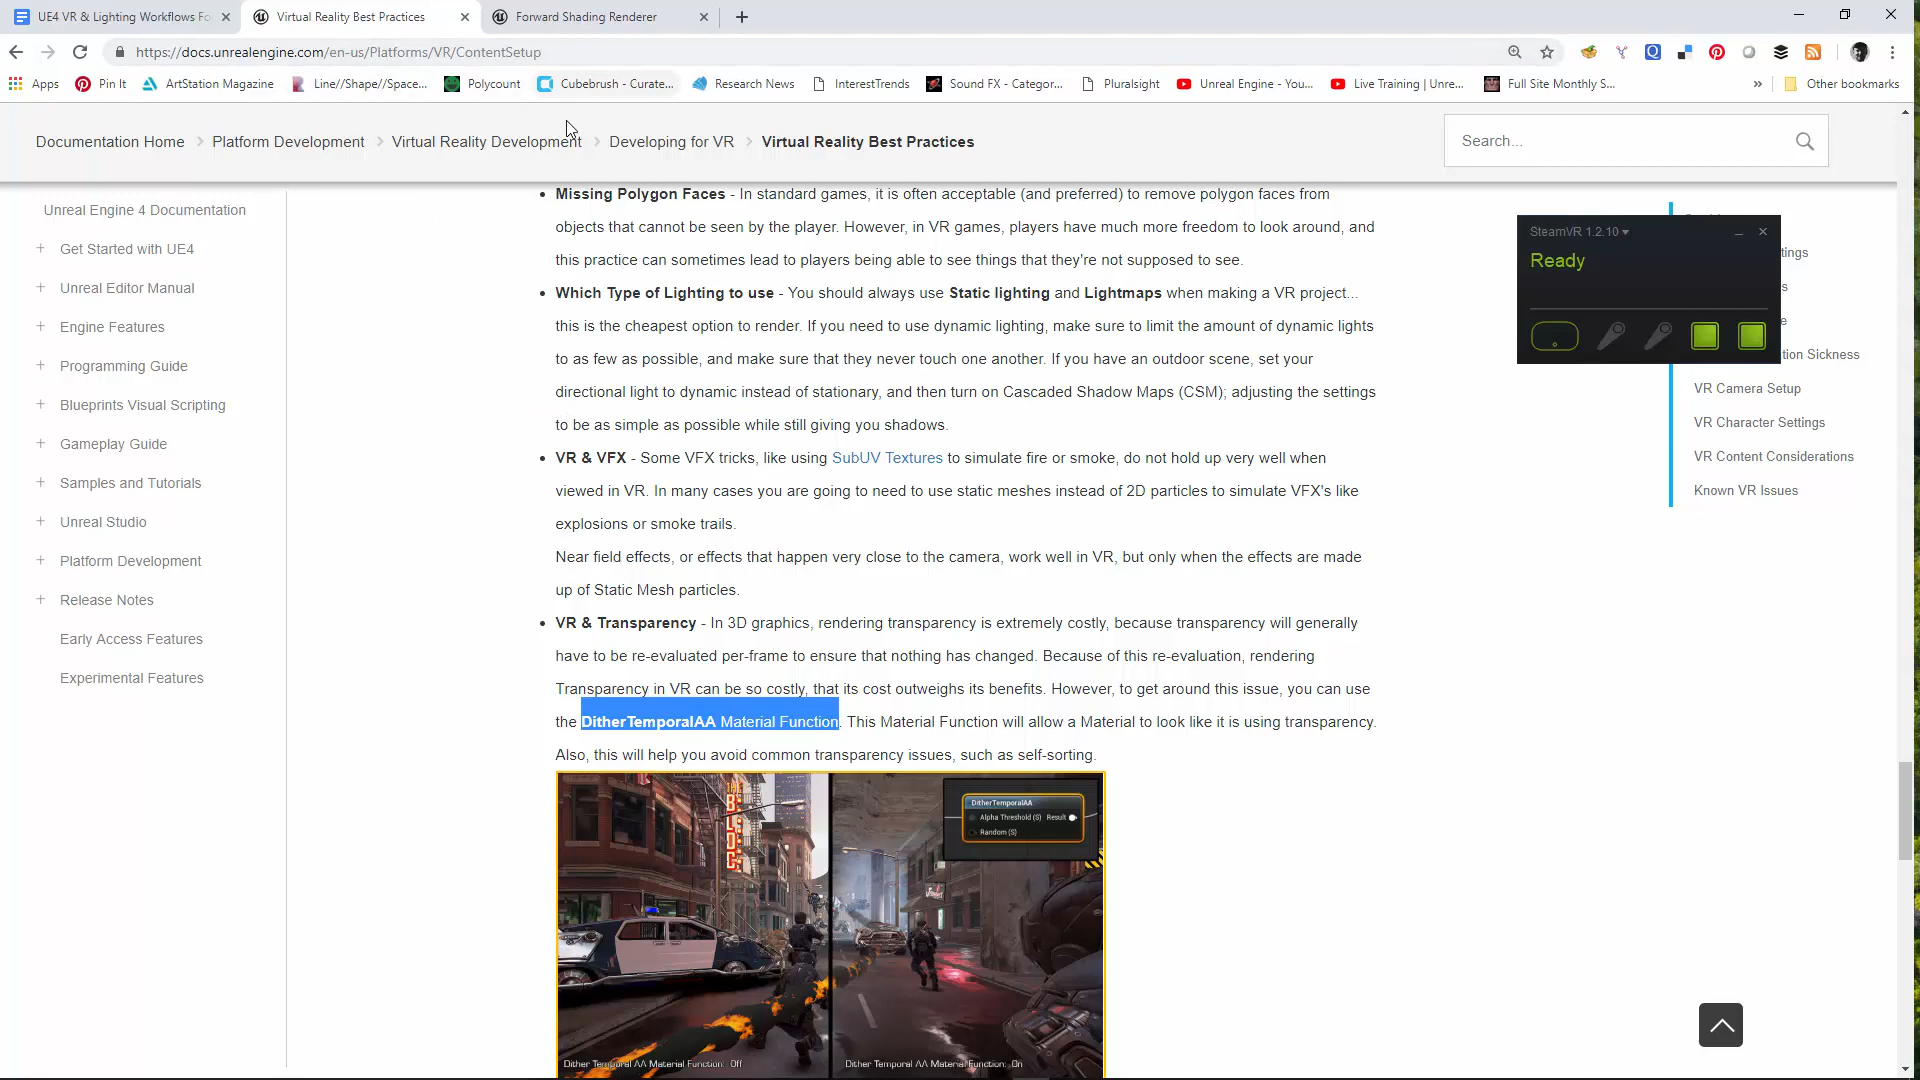 UE4 VR & Lighting Workflows Fo
Virtual Reality Best Practices
Forward Shading Renderer
https://docs.unrealengine.com/en-us/Platforms/VR/ContentSetup
Apps
Pin It
ArtStation Magazine
Line//Shape//Space...
Polycount
Cubebrush - Curate...
Research News
InterestTrends
Sound FX - Categor...
Pluralsight
Unreal Engine - You...
Live Training | Unre...
Full Site Monthly S...
»
Other bookmarks
Documentation Home
Platform Development
Virtual Reality Development
Developing for VR
Virtual Reality Best Practices
Search...
Unreal Engine 4 Documentation
+ Get Started with UE4
+ Unreal Editor Manual
+ Engine Features
+ Programming Guide
+ Blueprints Visual Scripting
+ Gameplay Guide
+ Samples and Tutorials
+ Unreal Studio
+ Platform Development
+ Release Notes
Early Access Features
Experimental Features
• Missing Polygon Faces - In standard games, it is often acceptable (and preferred) to remove polygon faces from
objects that cannot be seen by the player. However, in VR games, players have much more freedom to look around, and
this practice can sometimes lead to players being able to see things that they're not supposed to see.
• Which Type of Lighting to use - You should always use Static lighting and Lightmaps when making a VR project...
this is the cheapest option to render. If you need to use dynamic lighting, make sure to limit the amount of dynamic lights
to as few as possible, and make sure that they never touch one another. If you have an outdoor scene, set your
directional light to dynamic instead of stationary, and then turn on Cascaded Shadow Maps (CSM); adjusting the settings
to be as simple as possible while still giving you shadows.
• VR & VFX - Some VFX tricks, like using SubUV Textures to simulate fire or smoke, do not hold up very well when
viewed in VR. In many cases you are going to need to use static meshes instead of 2D particles to simulate VFX's like
explosions or smoke trails.
Near field effects, or effects that happen very close to the camera, work well in VR, but only when the effects are made
up of Static Mesh particles.
• VR & Transparency - In 3D graphics, rendering transparency is extremely costly, because transparency will generally
have to be re-evaluated per-frame to ensure that nothing has changed. Because of this re-evaluation, rendering
Transparency in VR can be so costly, that its cost outweighs its benefits. However, to get around this issue, you can use
the DitherTemporalAA Material Function. This Material Function will allow a Material to look like it is using transparency.
Also, this will help you avoid common transparency issues, such as self-sorting.
DitherTemporalAA
Alpha Threshold (S) Result
Random (S)
Dither Temporal AA Material Function: Off
Dither Temporal AA Material Function: On
SteamVR 1.2.10
Ready
tings
s
e
tion Sickness
VR Camera Setup
VR Character Settings
VR Content Considerations
Known VR Issues